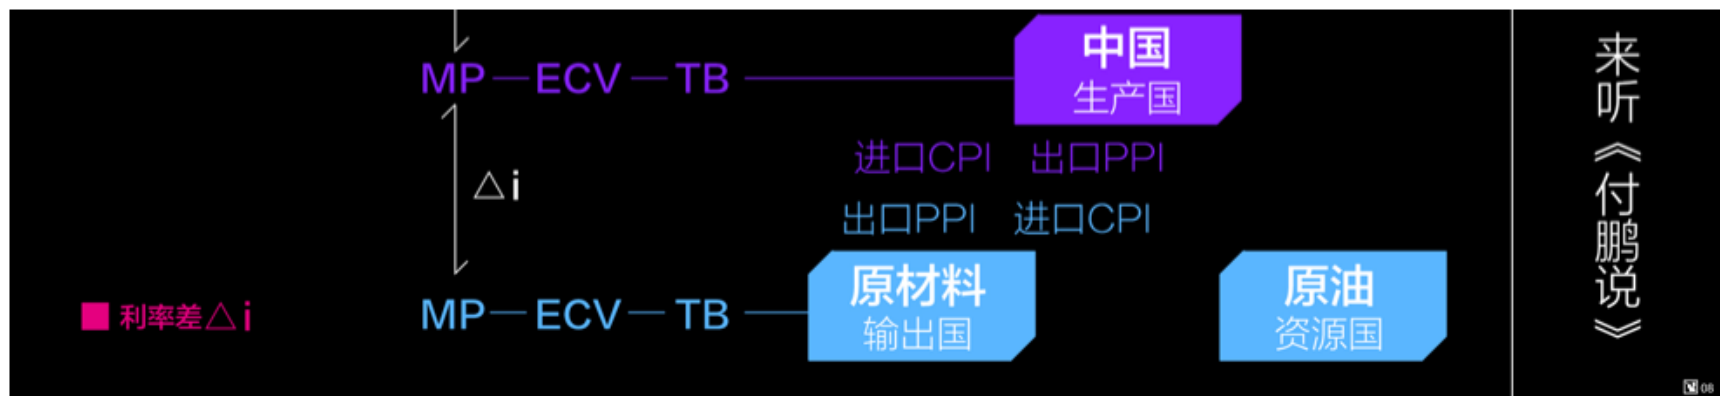 中国
生产国
MP — ECV — TB
进口CPI 出口PPI
△i
出口PPI 进口CPI
原材料
输出国
原油
资源国
MP — ECV — TB
利率差△i
来听《付鹏说》
08